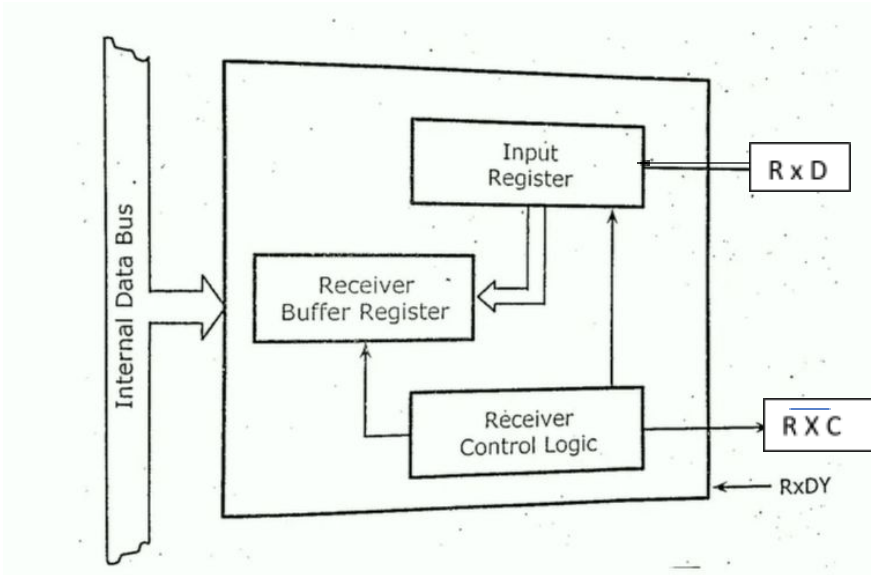 Input
Register
R x D
Internal Data Bus
Receiver
Buffer Register
Receiver
Control Logic
R X C
RxDY